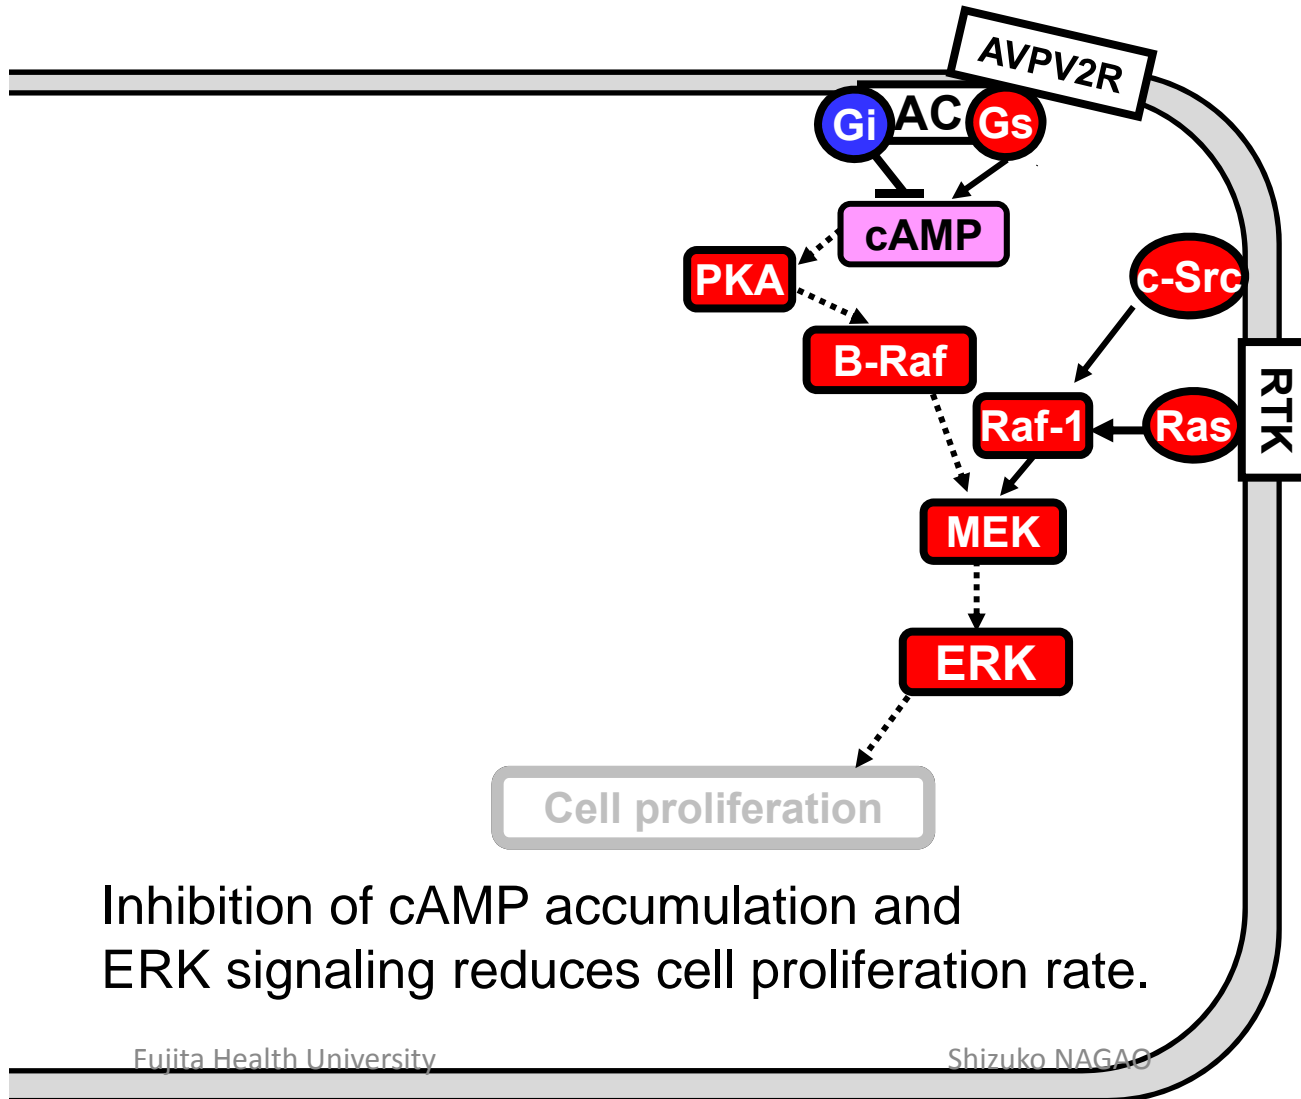 AVPV2R
Gi
AC
Gs
cAMP
PKA
c-Src
B-Raf
RTK
Raf-1
Ras
MEK
ERK
Cell proliferation
Inhibition of cAMP accumulation and
ERK signaling reduces cell proliferation rate.
Fujita Health University
Shizuko NAGAO